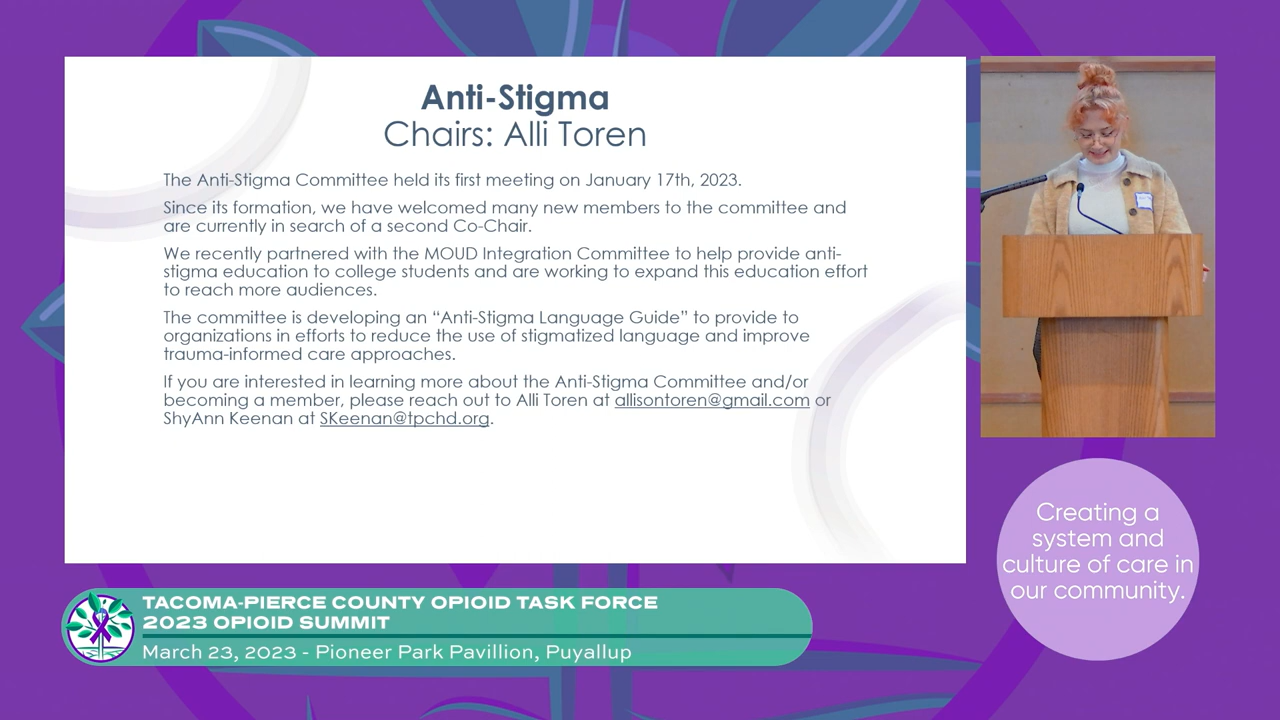 Anti-Stigma
Chairs: Alli Toren
The Anti-Stigma Committee held its first meeting on January 17th, 2023.
Since its formation, we have welcomed many new members to the committee and
are currently in search of a second Co-Chair.
We recently partnered with the MOUD Integration Committee to help provide anti-
stigma education to college students and are working to expand this education effort
to reach more audiences.
The committee is developing an “Anti-Stigma Language Guide” to provide to
organizations in efforts to reduce the use of stigmatized language and improve
trauma-informed care approaches.
If you are interested in learning more about the Anti-Stigma Committee and/or
becoming a member, please reach out to Alli Toren at allisontoren@gmail.com or
ShyAnn Keenan at SKeenan@tpchd.org.
Creating a
system and
culture of care in
our community.
TACOMA-PIERCE COUNTY OPIOID TASK FORCE
2023 OPIOID SUMMIT
March 23, 2023 - Pioneer Park Pavillion, Puyallup